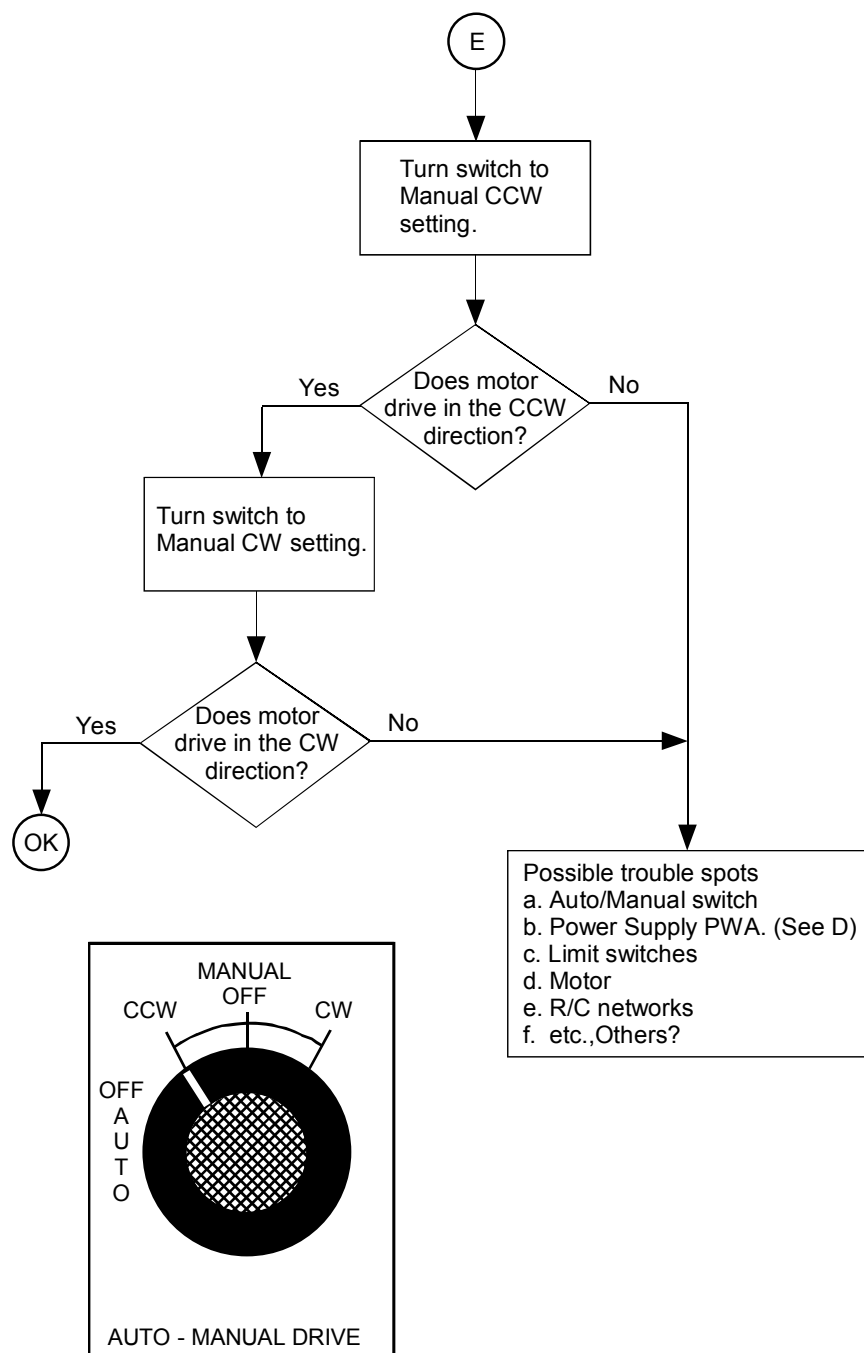 E
Turn switch to
Manual CCW
setting.
Does motor
drive in the CCW
direction?
Yes
No
Turn switch to
Manual CW setting.
Does motor
drive in the CW
direction?
Yes
No
OK
Possible trouble spots
a. Auto/Manual switch
b. Power Supply PWA. (See D)
c. Limit switches
d. Motor
e. R/C networks
f. etc.,Others?
MANUAL
OFF
CCW
CW
OFF
A
U
T
O
AUTO - MANUAL DRIVE